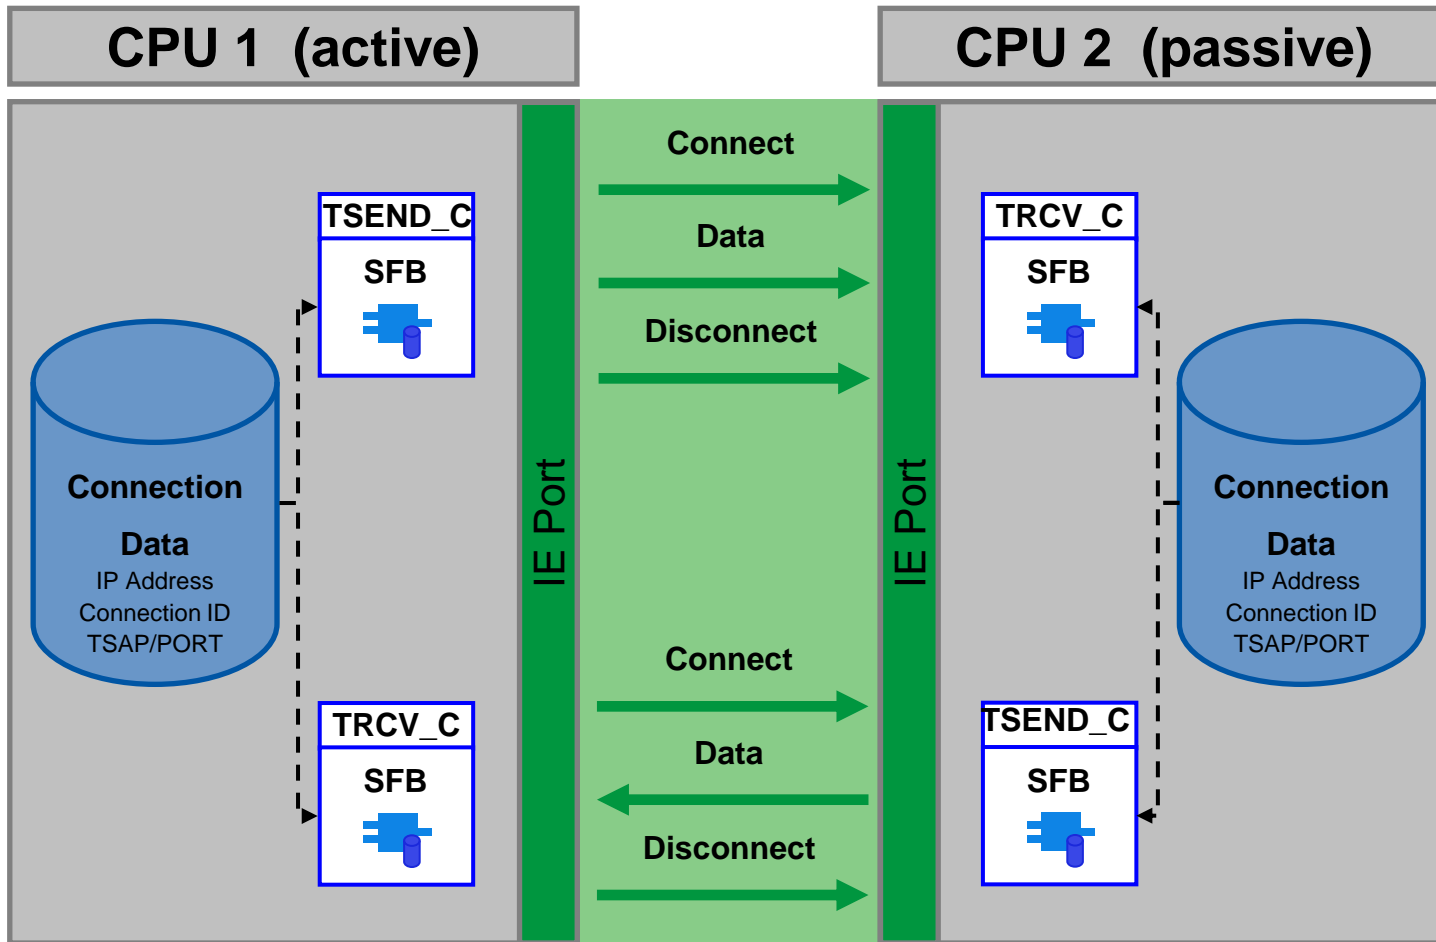 CPU 1 (active)
CPU 2 (passive)
Connect
TSEND_C
SFB
Data
Disconnect
TRCV_C
SFB
Connection
Data
IP Address
Connection ID
TSAP/PORT
IE Port
IE Port
Connection
Data
IP Address
Connection ID
TSAP/PORT
TRCV_C
SFB
Connect
Data
Disconnect
TSEND_C
SFB